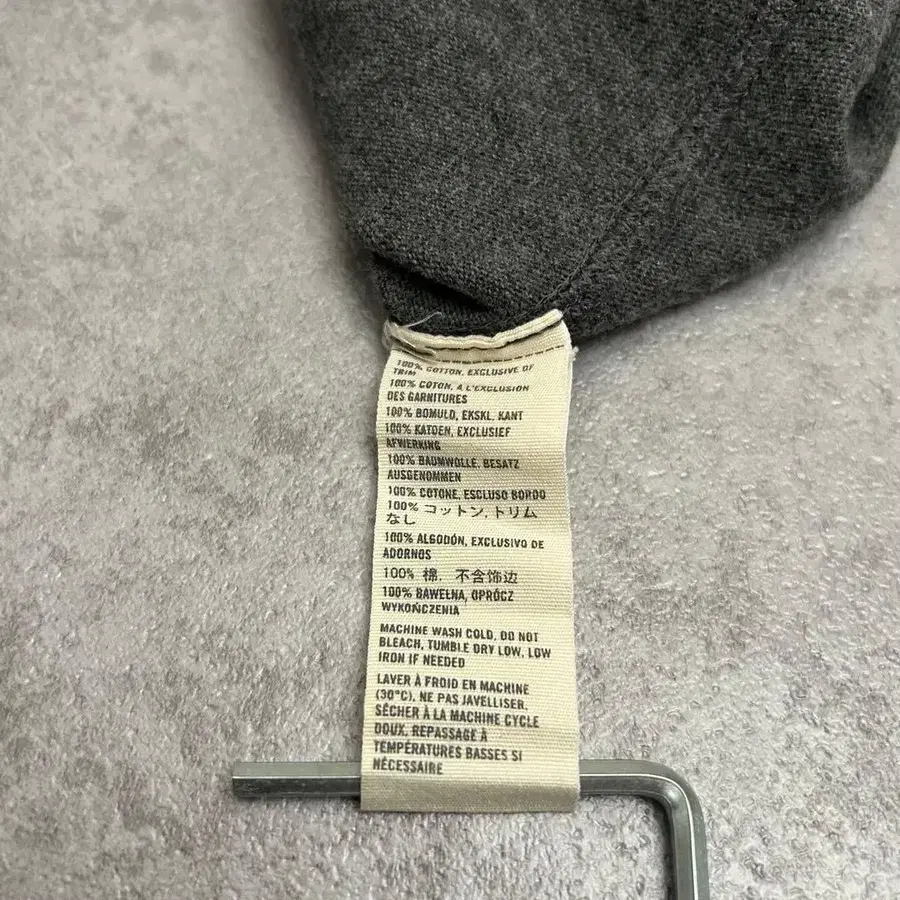 100% COTTON, EXCLUSIVE OF
TRIM
100% COTON, A L'EXCLUSION
DES GARNITURES
100% BOMULD, EKSKL. KANT
100% KATOEN, EXCLUSIEF
AFWERKING
100% BAUMWOLLE, BESATZ
AUSGENOMMEN
100% COTONE, ESCLUSO BORDO
100% コットン, トリム
なし
100% ALGODÓN, EXCLUSIVO DE
ADORNOS
100% 棉, 不含饰边
100% BAWEŁNA, OPRÓCZ
WYKOŃCZENIA
MACHINE WASH COLD, DO NOT
BLEACH, TUMBLE DRY LOW, LOW
IRON IF NEEDED
LAVER À FROID EN MACHINE
(30°C). NE PAS JAVELLISER.
SÉCHER À LA MACHINE CYCLE
DOUX. REPASSAGE À
TEMPÉRATURES BASSES SI
NÉCESSAIRE